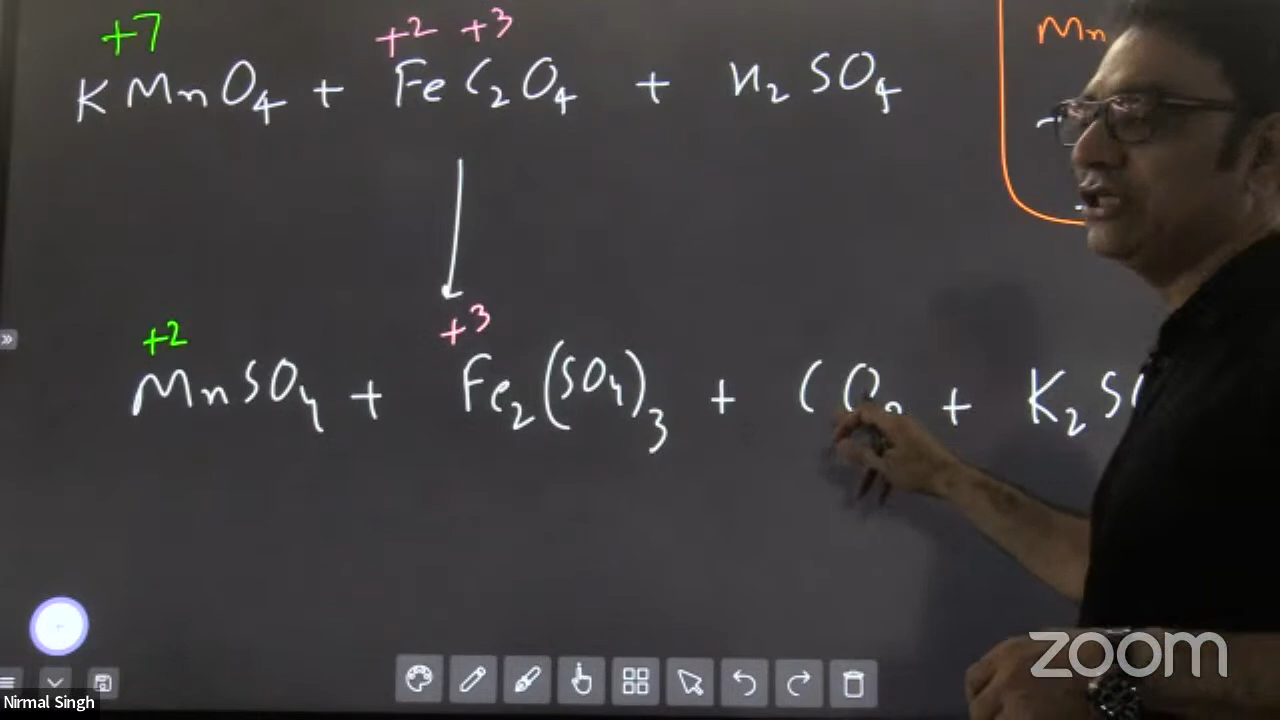 +7 +2 +3 Mn
KMnO4 + FeC2O4 + H2SO4
+2 +3
MnSO4 + Fe2(SO4)3 + CO2 + K2S
zoom
Nirmal Singh